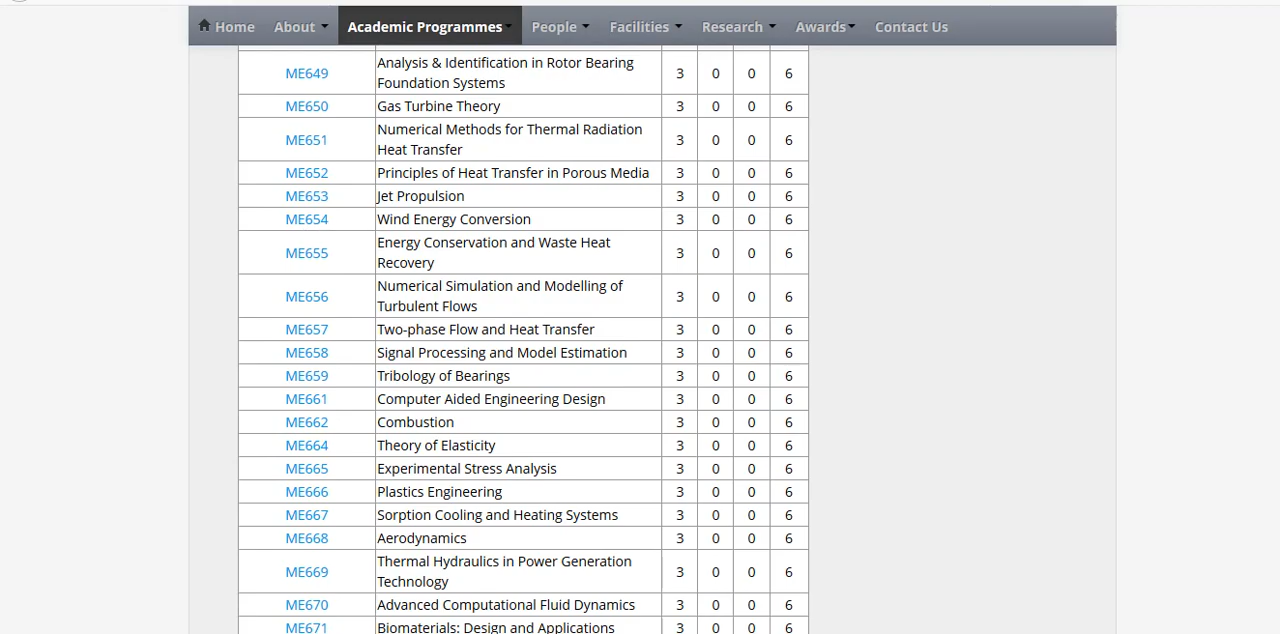 Home About Academic Programmes People Facilities Research Awards Contact Us
ME649 Analysis & Identification in Rotor Bearing Foundation Systems 3 0 0 6
ME650 Gas Turbine Theory 3 0 0 6
ME651 Numerical Methods for Thermal Radiation Heat Transfer 3 0 0 6
ME652 Principles of Heat Transfer in Porous Media 3 0 0 6
ME653 Jet Propulsion 3 0 0 6
ME654 Wind Energy Conversion 3 0 0 6
ME655 Energy Conservation and Waste Heat Recovery 3 0 0 6
ME656 Numerical Simulation and Modelling of Turbulent Flows 3 0 0 6
ME657 Two-phase Flow and Heat Transfer 3 0 0 6
ME658 Signal Processing and Model Estimation 3 0 0 6
ME659 Tribology of Bearings 3 0 0 6
ME661 Computer Aided Engineering Design 3 0 0 6
ME662 Combustion 3 0 0 6
ME664 Theory of Elasticity 3 0 0 6
ME665 Experimental Stress Analysis 3 0 0 6
ME666 Plastics Engineering 3 0 0 6
ME667 Sorption Cooling and Heating Systems 3 0 0 6
ME668 Aerodynamics 3 0 0 6
ME669 Thermal Hydraulics in Power Generation Technology 3 0 0 6
ME670 Advanced Computational Fluid Dynamics 3 0 0 6
ME671 Biomaterials: Design and Applications 3 0 0 6